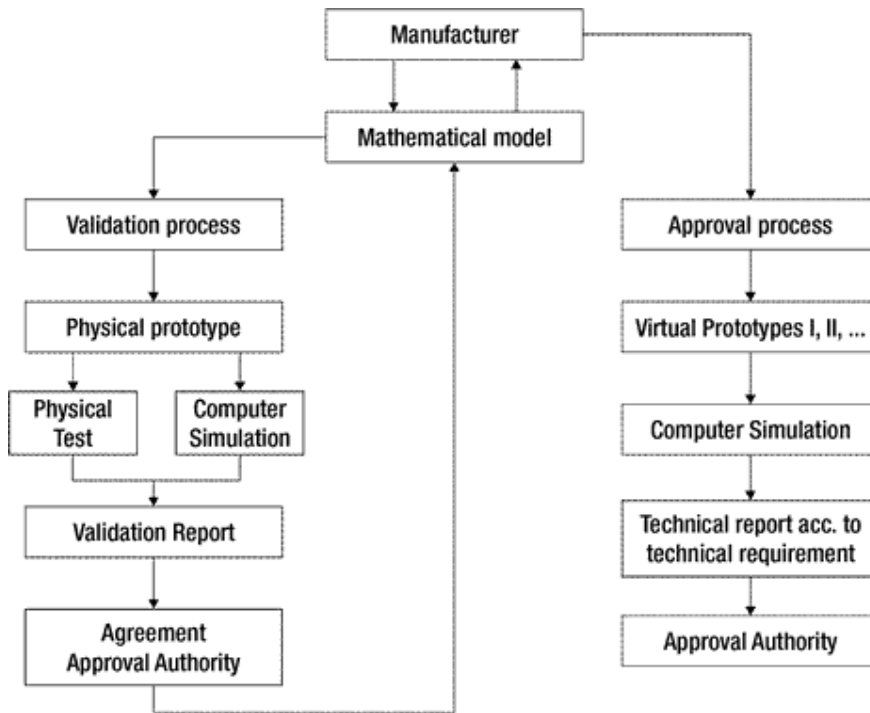 Manufacturer
Mathematical model
Validation process
Physical prototype
Physical
Test
Computer
Simulation
Validation Report
Agreement
Approval Authority
Approval process
Virtual Prototypes I, II, ...
Computer Simulation
Technical report acc. to
technical requirement
Approval Authority